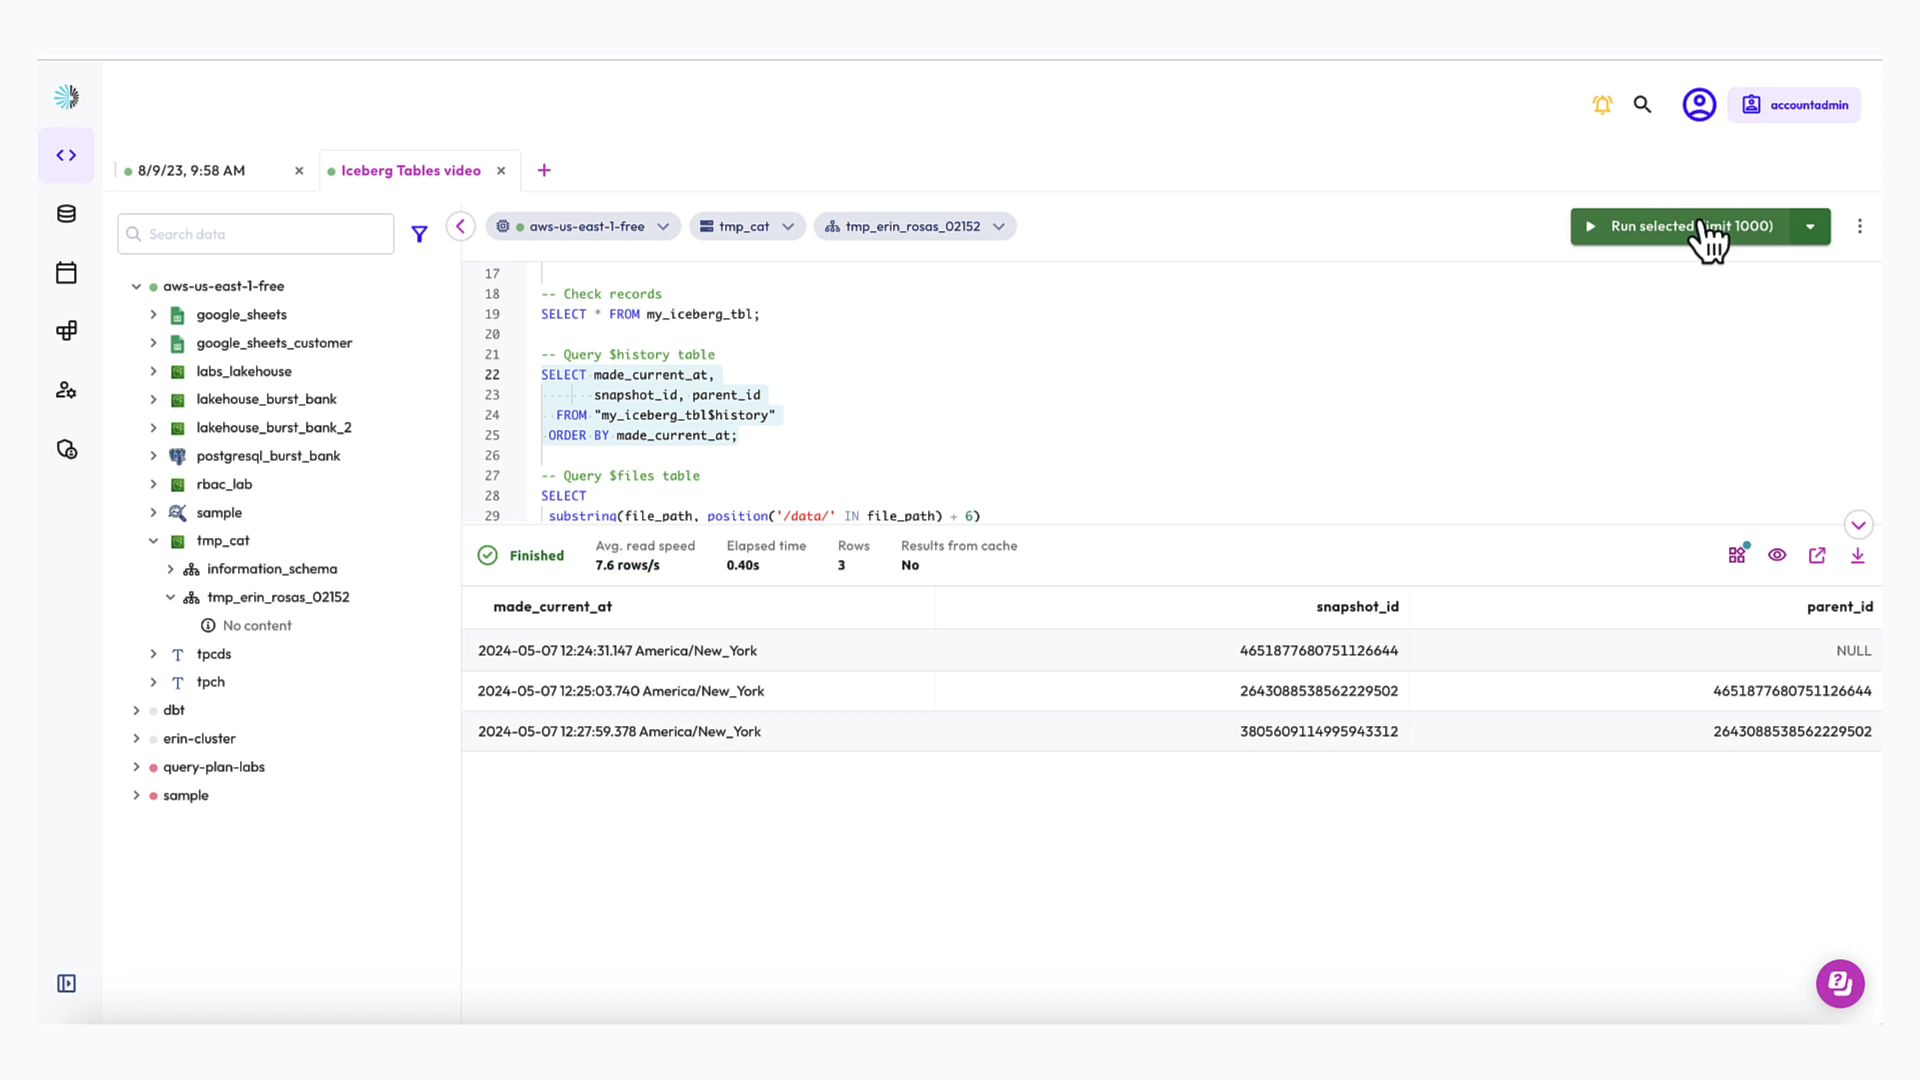 accountadmin
8/9/23, 9:58 AM
Iceberg Tables video
Search data
aws-us-east-1-free
tmp_cat
tmp_erin_rosas_02152
Run selected (limit 1000)
aws-us-east-1-free
google_sheets
google_sheets_customer
labs_lakehouse
lakehouse_burst_bank
lakehouse_burst_bank_2
postgresql_burst_bank
rbac_lab
sample
tmp_cat
information_schema
tmp_erin_rosas_02152
No content
tpcds
tpch
dbt
erin-cluster
query-plan-labs
sample
17
18 -- Check records
19 SELECT * FROM my_iceberg_tbl;
20
21 -- Query $history table
22 SELECT made_current_at,
23 snapshot_id, parent_id
24 FROM "my_iceberg_tbl$history"
25 ORDER BY made_current_at;
26
27 -- Query $files table
28 SELECT
29 substring(file_path, position('/data/' IN file_path) + 6)
Finished
Avg. read speed
7.6 rows/s
Elapsed time
0.40s
Rows
3
Results from cache
No
made_current_at snapshot_id parent_id
2024-05-07 12:24:31.147 America/New_York 4651877680751126644 NULL
2024-05-07 12:25:03.740 America/New_York 2643088538562229502 4651877680751126644
2024-05-07 12:27:59.378 America/New_York 3805609114995943312 2643088538562229502